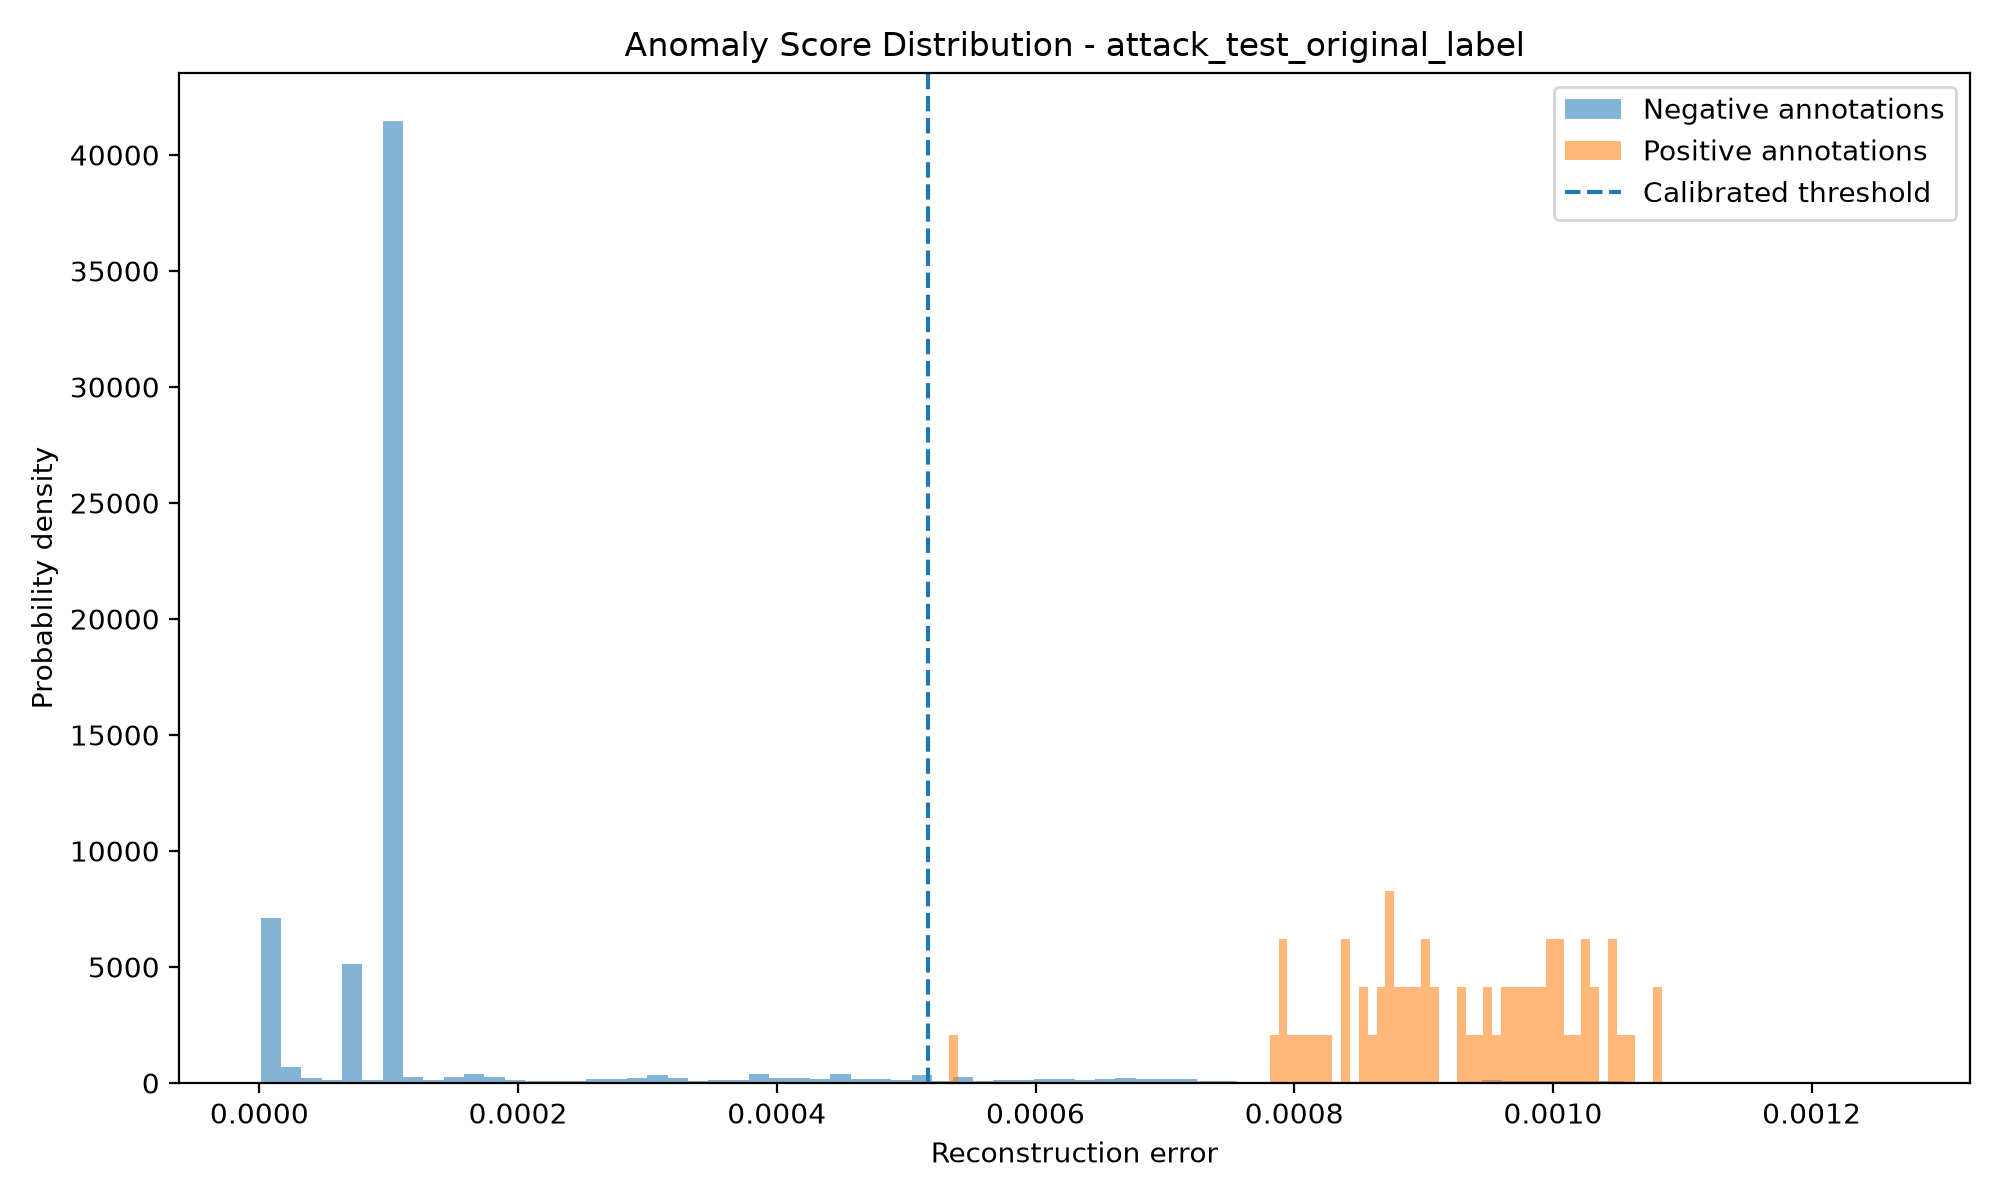 Anomaly Score Distribution - attack_test_original_label
Negative annotations
Positive annotations
Calibrated threshold
Probability density
40000
35000
30000
25000
20000
15000
10000
5000
0
0.0000 0.0002 0.0004 0.0006 0.0008 0.0010 0.0012
Reconstruction error